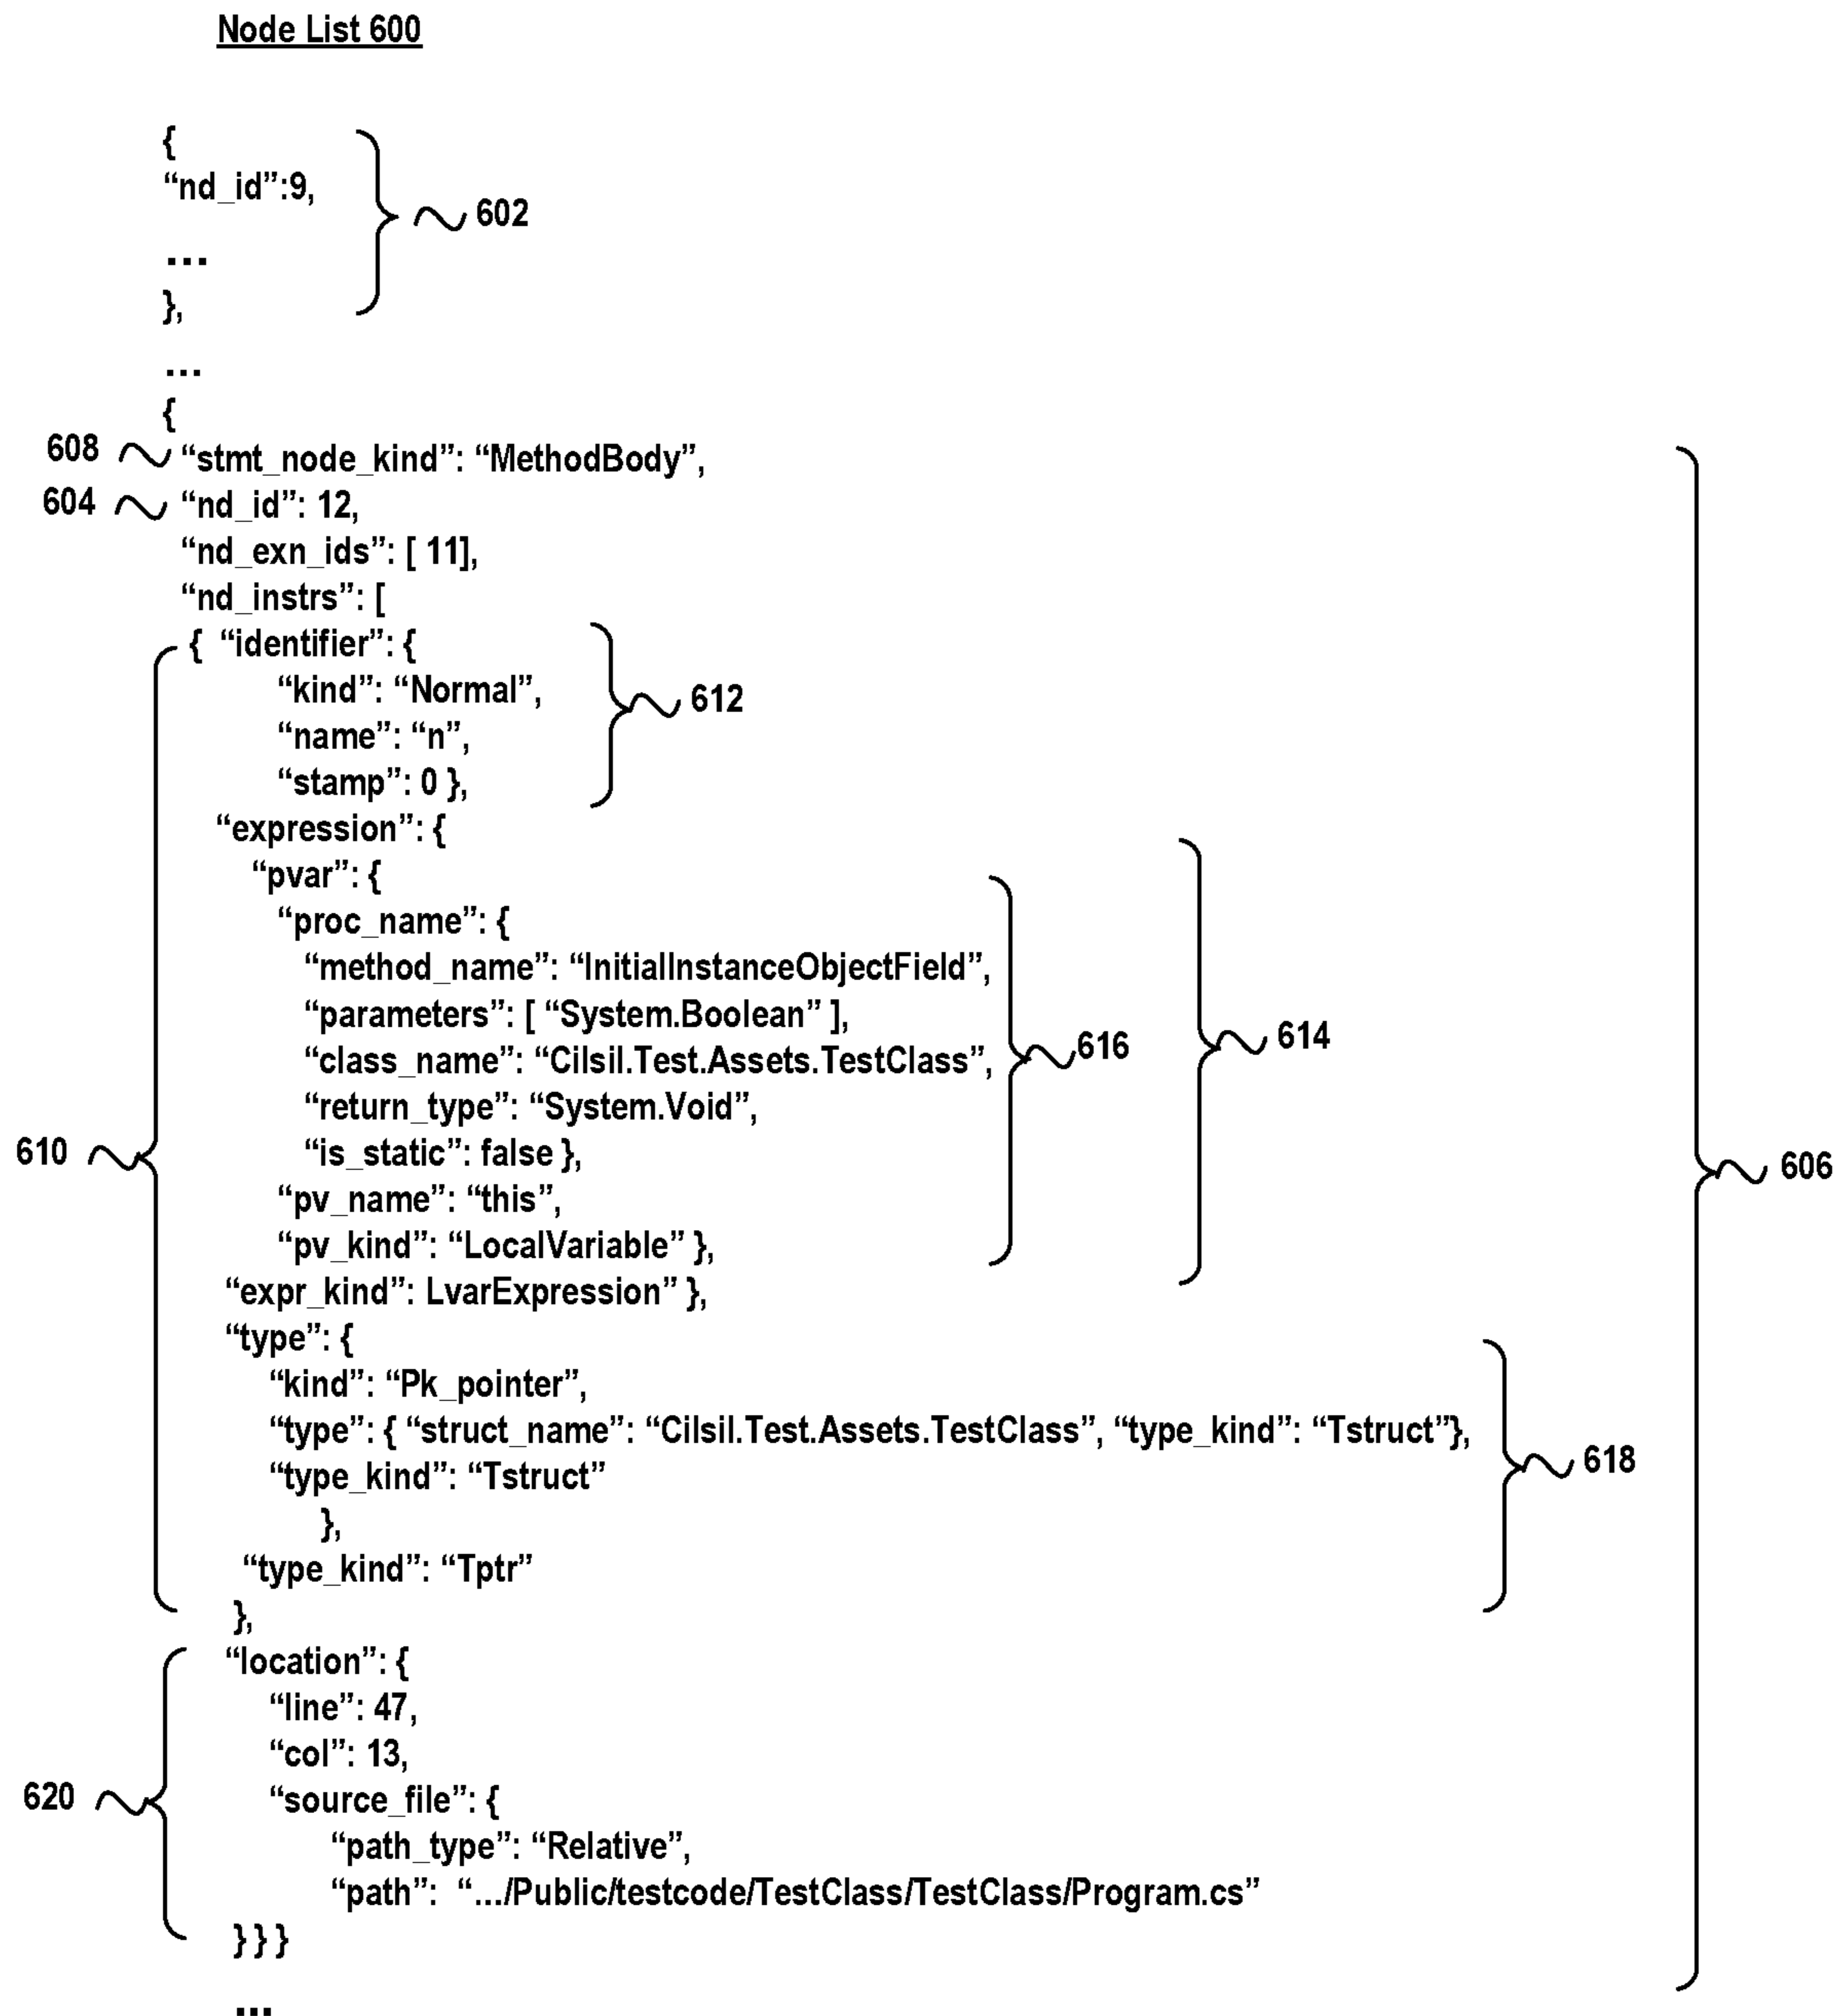 Node List 600
{
“nd_id”:9,
602
...
},
...
{
608 “stmt_node_kind”: “MethodBody”,
604 “nd_id”: 12,
“nd_exn_ids”: [ 11],
“nd_instrs”: [
{ “identifier”: {
“kind”: “Normal”,
612
“name”: “n”,
“stamp”: 0 },
“expression”: {
“pvar”: {
“proc_name”: {
“method_name”: “InitialInstanceObjectField”,
“parameters”: [ “System.Boolean” ],
616 614
“class_name”: “Cilsil.Test.Assets.TestClass”,
“return_type”: “System.Void”,
610 “is_static”: false },
606
“pv_name”: “this”,
“pv_kind”: “LocalVariable” },
“expr_kind”: LvarExpression” },
“type”: {
“kind”: “Pk_pointer”,
“type”: { “struct_name”: “Cilsil.Test.Assets.TestClass”, “type_kind”: “Tstruct”},
618
“type_kind”: “Tstruct”
},
“type_kind”: “Tptr”
},
“location”: {
“line”: 47,
“col”: 13,
620 “source_file”: {
“path_type”: “Relative”,
“path”: “.../Public/testcode/TestClass/TestClass/Program.cs”
} } }
...